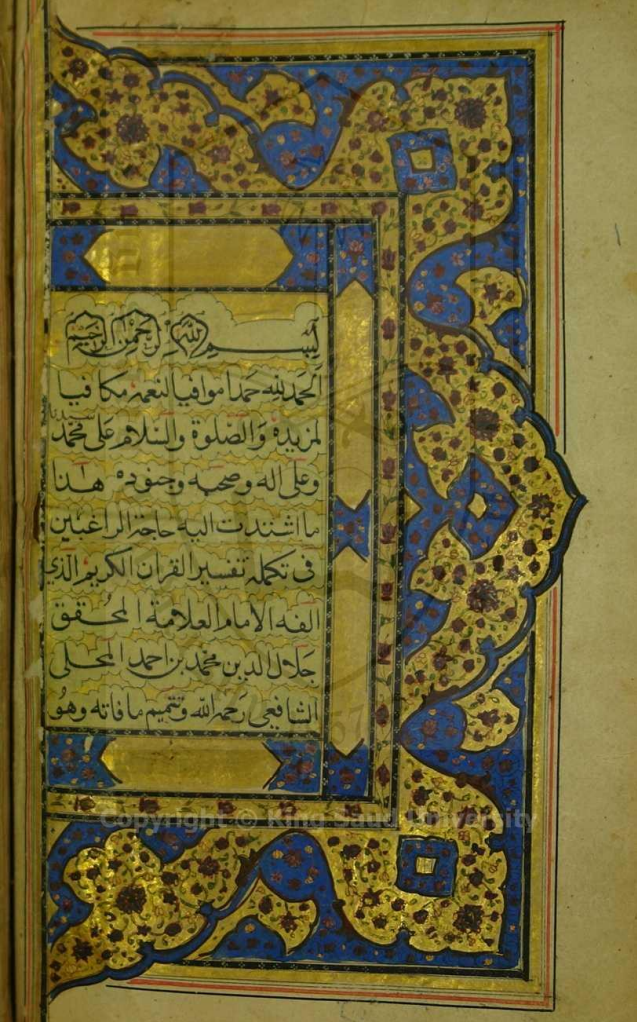 بسم الله الرحمن الرحيم
الحمد لله حمدا موافيا لنعمه مكافيا
لمزيده والصلوة والسلام على محمد
وعلى اله وصحبه وجنوده هذا
ما اشتدت اليه حاجة الراغبين
فى تكملة تفسير القران الكريم الذي
الفه الامام العلامة المحقق
جلال الدين محمد بن احمد المحلى
الشافعي رحمه الله وتتميم ما فاته وهو
Copyright © King Saud University